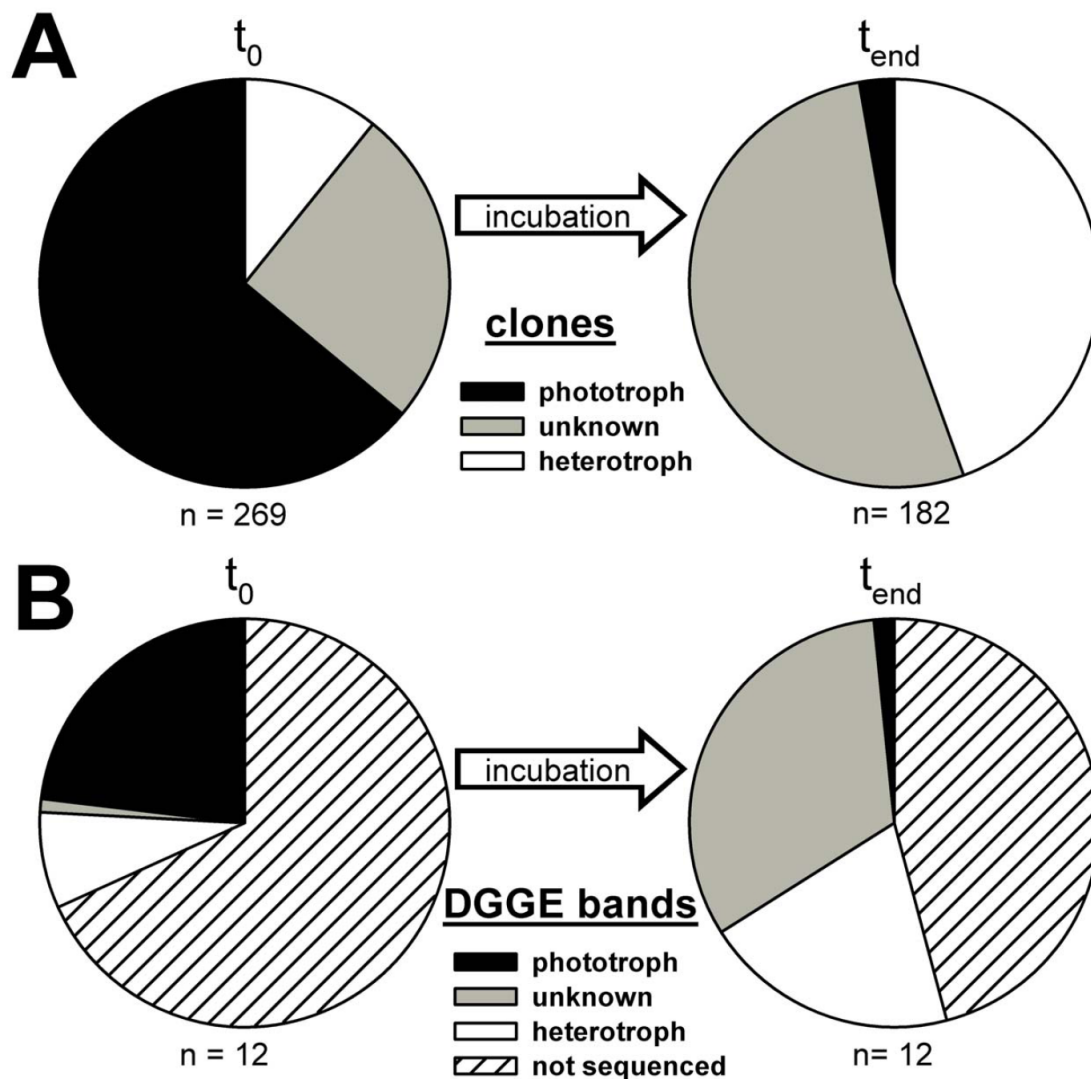 A
t0
tend
incubation
clones
phototroph
unknown
heterotroph
n = 269
n= 182
B
t0
tend
incubation
DGGE bands
phototroph
unknown
heterotroph
not sequenced
n = 12
n= 12